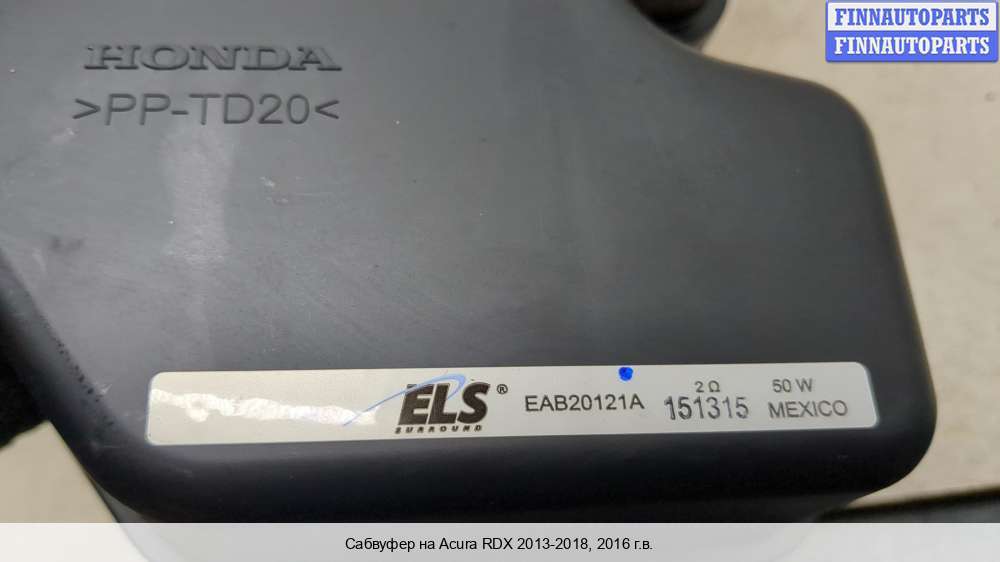 FINNAUTOPARTS
FINNAUTOPARTS
HONDA
>PP-TD20<
ELS®
SURROUND
EAB20121A
2 Ω
151315
50 W
MEXICO
Сабвуфер на Acura RDX 2013-2018, 2016 г.в.